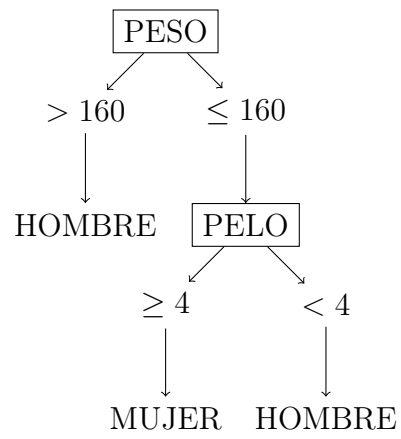 PESO
> 160 ≤ 160
HOMBRE PELO
≥ 4 < 4
MUJER HOMBRE